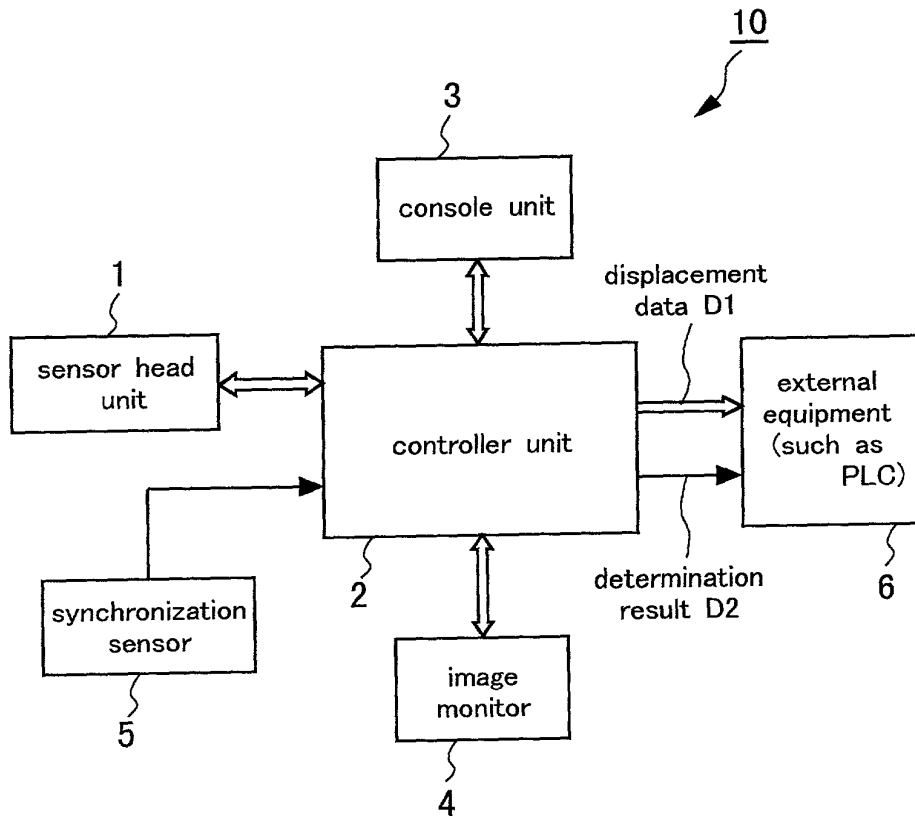 10
3
console unit
1
sensor head
unit
displacement
data D1
controller unit
external
equipment
(such as
PLC)
2
determination
result D2
6
synchronization
sensor
5
image
monitor
4